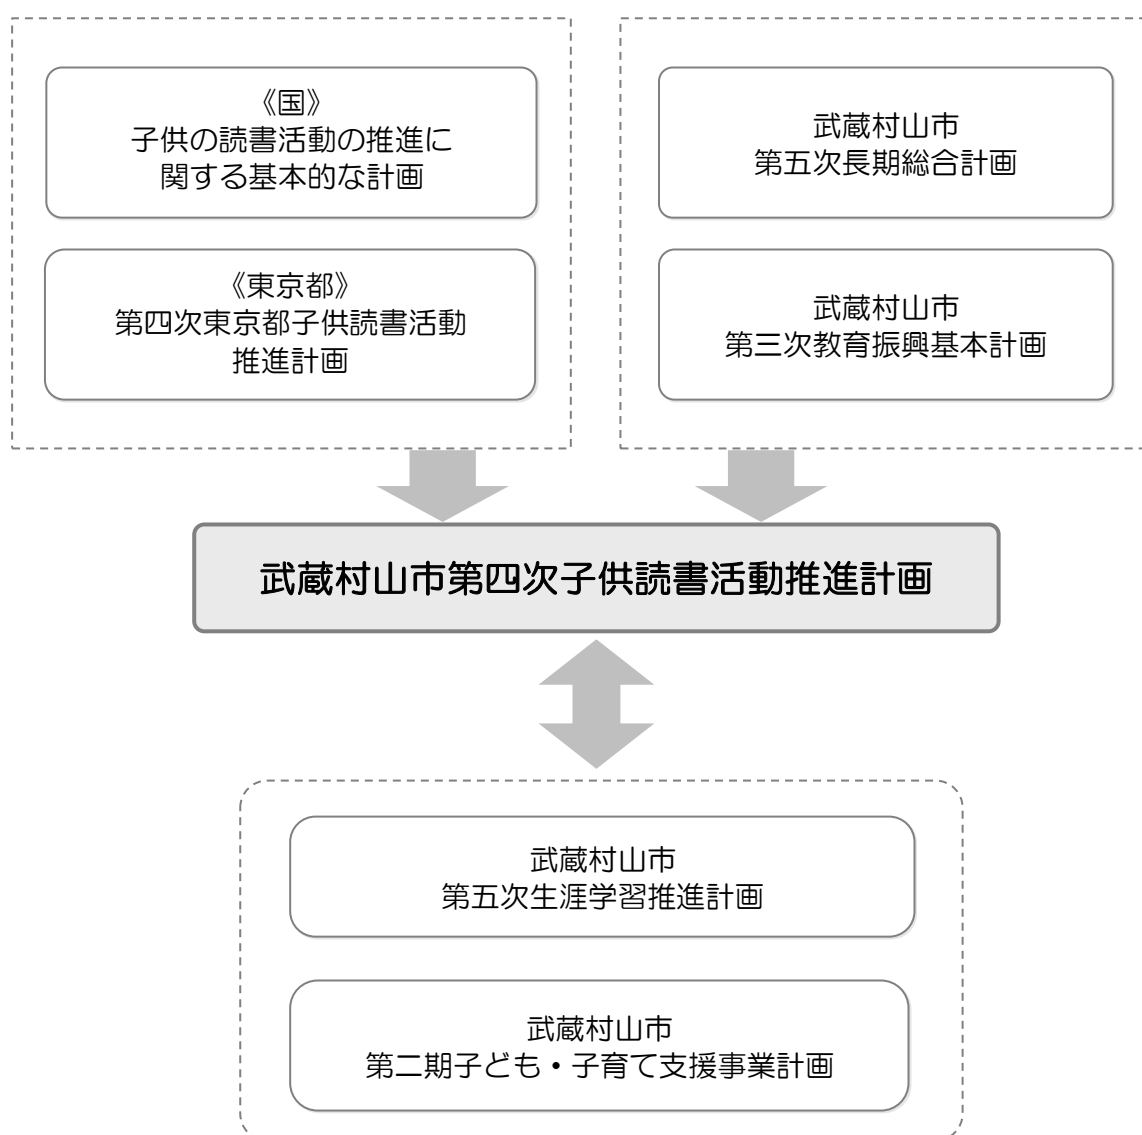 《国》
子供の読書活動の推進に
関する基本的な計画
《東京都》
第四次東京都子供読書活動
推進計画
武蔵村山市
第五次長期総合計画
武蔵村山市
第三次教育振興基本計画
武蔵村山市第四次子供読書活動推進計画
武蔵村山市
第五次生涯学習推進計画
武蔵村山市
第二期子ども・子育て支援事業計画